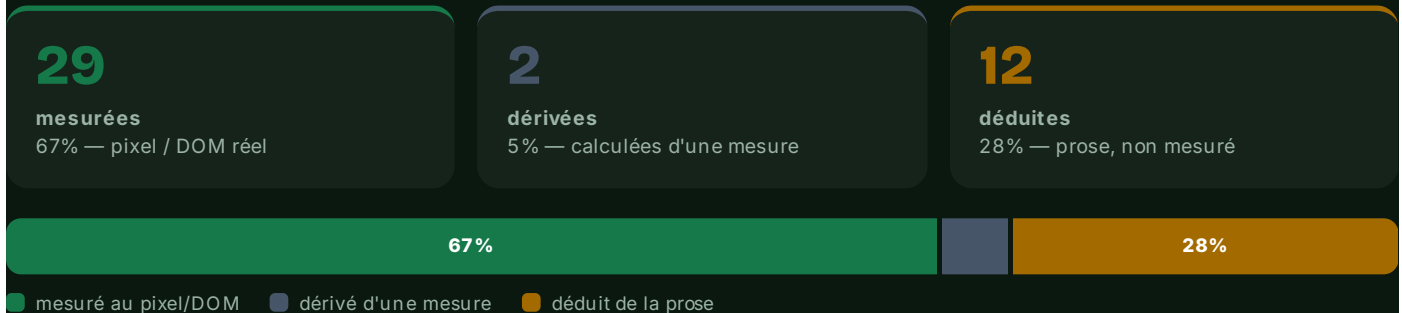 29
mesurées
67% — pixel / DOM réel
2
dérivées
5% — calculées d'une mesure
12
déduites
28% — prose, non mesuré
67%
28%
mesuré au pixel/DOM
dérivé d'une mesure
déduit de la prose